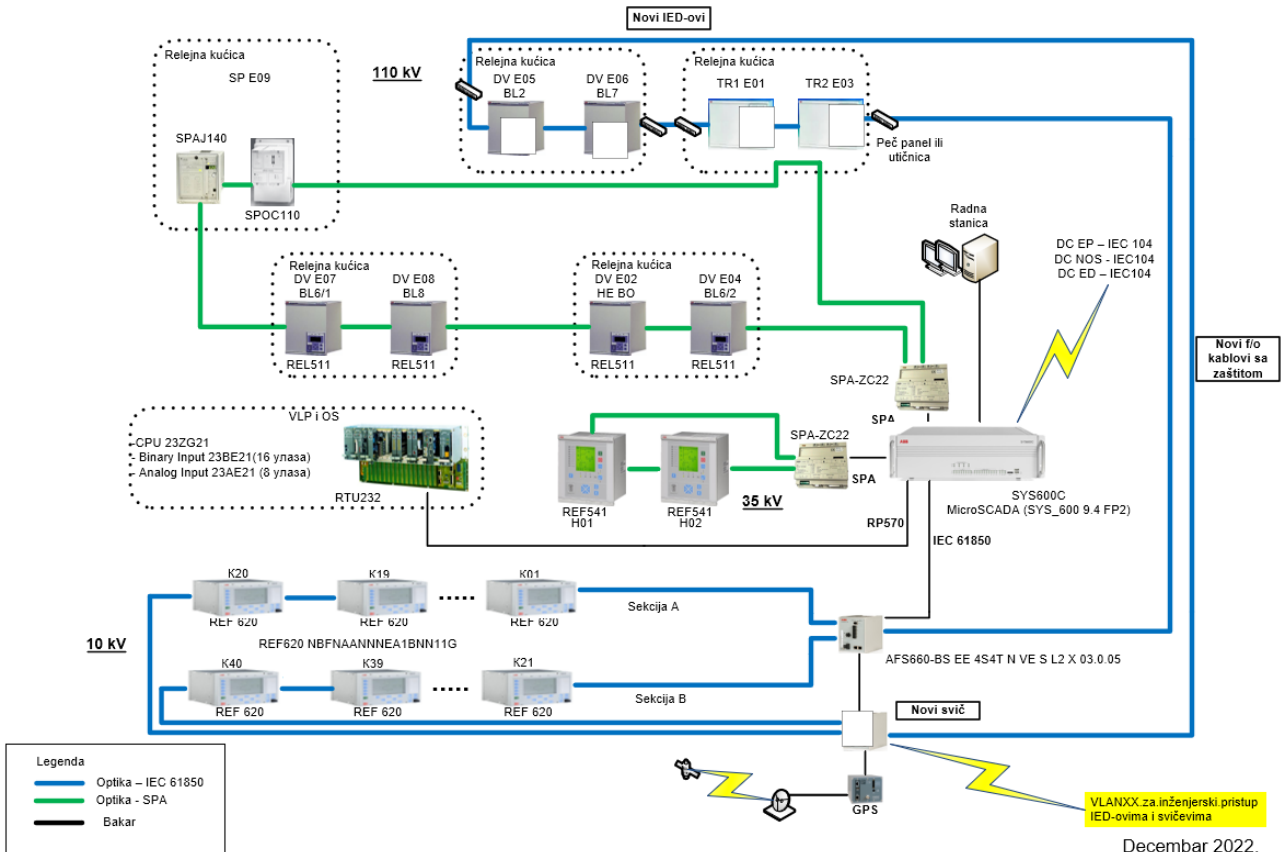 Novi IED-ovi
Relejna kućica
SP E09
110 kV
Relejna kućica
DV E05
BL2
DV E06
BL7
Relejna kućica
TR1 E01
TR2 E03
Peč panel ili
utičnica
SPAJ140
SPOC110
Radna
stanica
DC EP – IEC 104
DC NOS - IEC104
DC ED – IEC104
Relejna kućica
DV E07
BL6/1
DV E08
BL8
REL511
REL511
Relejna kućica
DV E02
HE BO
DV E04
BL6/2
REL511
REL511
Novi f/o
kablovi sa
zaštitom
SPA-ZC22
SPA
VLP i OS
-CPU 23ZG21
- Binary Input 23BE21(16 улаза)
- Analog Input 23AE21 (8 улаза)
RTU232
SPA-ZC22
SPA
REF541
H01
REF541
H02
35 kV
ABB
SYS600C
MicroSCADA (SYS_600 9.4 FP2)
RP570
IEC 61850
K20
K19
K01
REF 620
REF 620
REF 620
Sekcija A
10 kV
REF620 NBFNAANNNEA1BNN11G
AFS660-BS EE 4S4T N VE S L2 X 03.0.05
K40
K39
K21
REF 620
REF 620
REF 620
Sekcija B
Novi svič
GPS
Legenda
Optika – IEC 61850
Optika - SPA
Bakar
VLANXX.za.inženjerski.pristup
IED-ovima i svičevima
Decembar 2022.